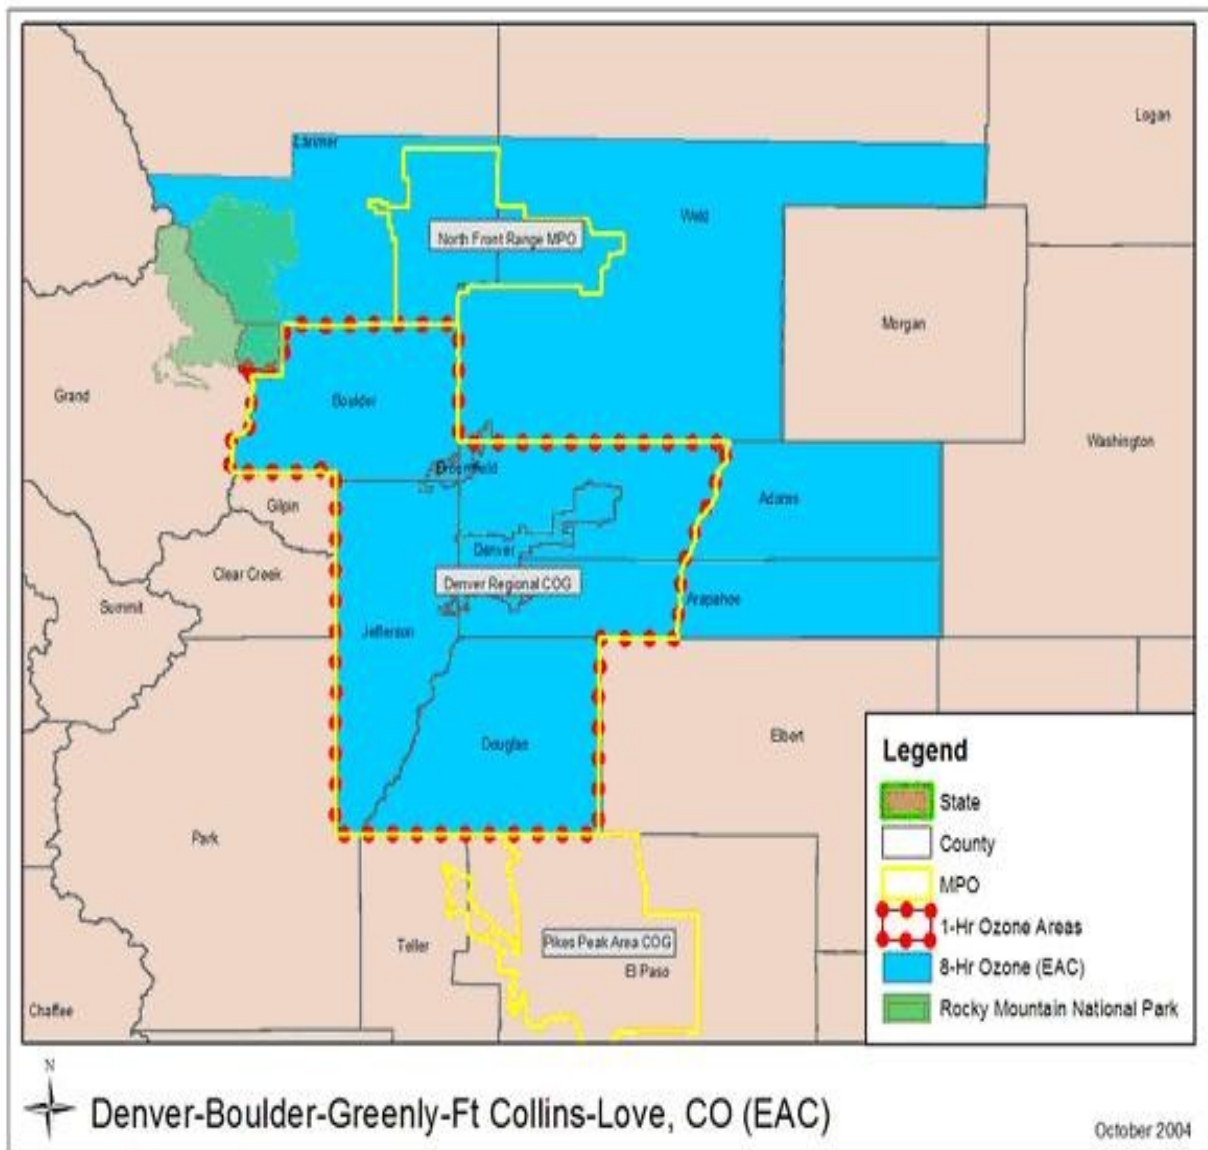 Logan
Larimer
Weld
North Front Range MPO
Morgan
Grand
Boulder
Washington
Broomfield
Adams
Gilpin
Denver
Clear Creek
Denver Regional COG
Summit
Arapahoe
Jefferson
Elbert
Douglas
Park
Legend
State
County
MPO
1-Hr Ozone Areas
8-Hr Ozone (EAC)
Rocky Mountain National Park
Teller
Pikes Peak Area COG
El Paso
Chaffee
N
Denver-Boulder-Greenly-Ft Collins-Love, CO (EAC)
October 2004